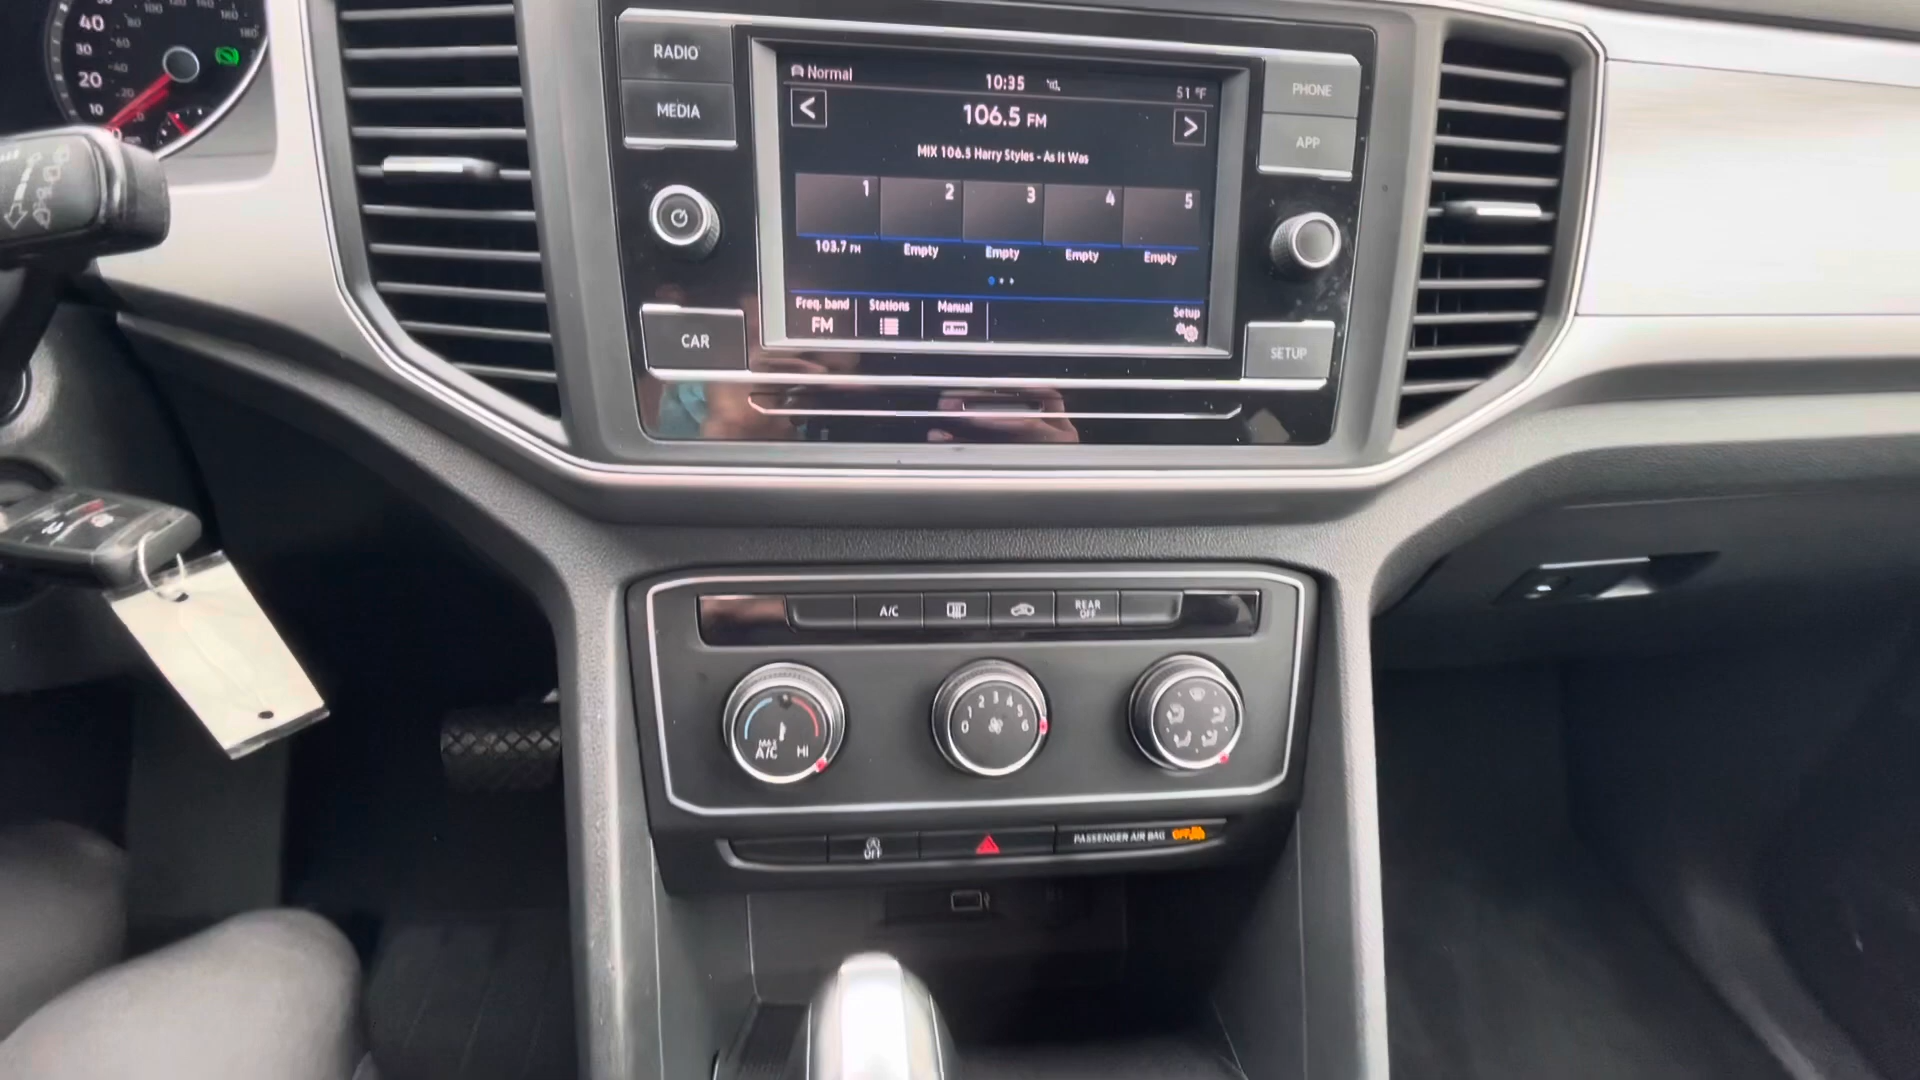 40
30
20
10
RADIO
MEDIA
CAR
Normal
10:35
51 °F
106.5 FM
MIX 106.5 Harry Styles - As It Was
1 2 3 4 5
103.7 FM Empty Empty Empty Empty
Freq. band Stations Manual Setup
FM
PHONE
APP
SETUP
A/C
REAR
OFF
MAX
A/C HI
0 1 2 3 4 5 6
OFF
PASSENGER AIR BAG OFF